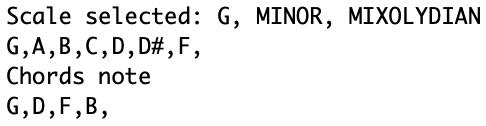 Scale selected: G, MINOR, MIXOLYDIAN
G,A,B,C,D,D#,F,
Chords note
G,D,F,B,